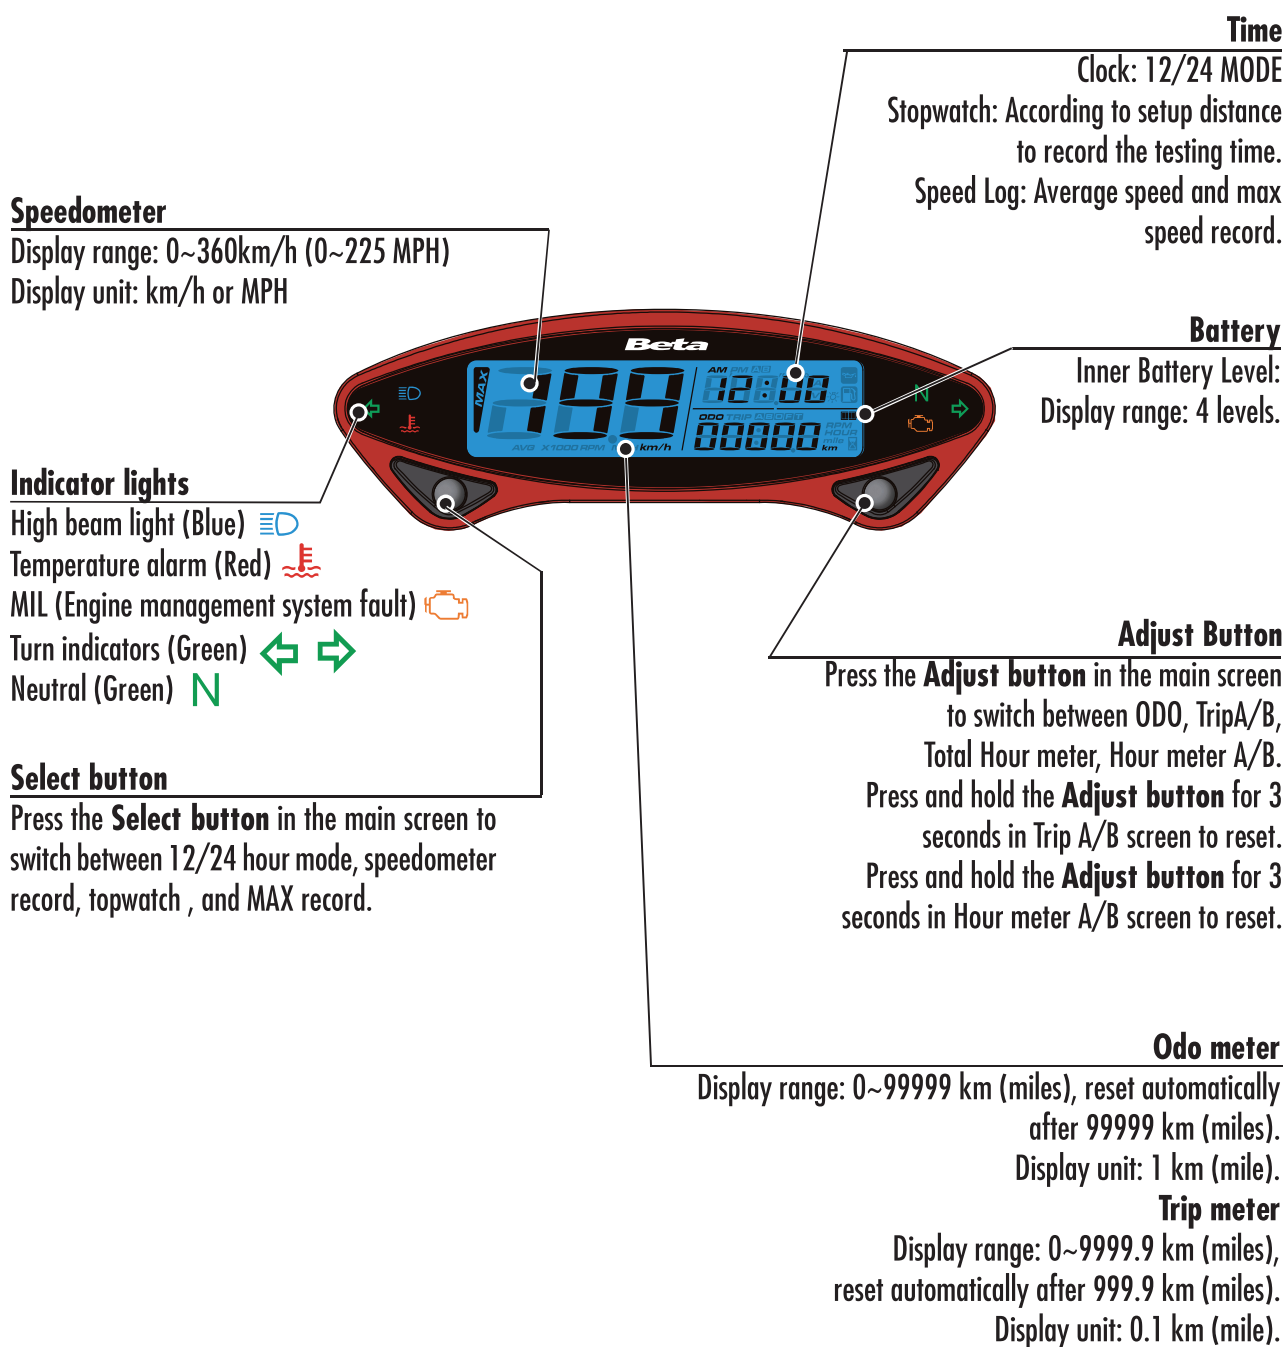 Time
Clock: 12/24 MODE
Stopwatch: According to setup distance
to record the testing time.
Speed Log: Average speed and max
speed record.
Speedometer
Display range: 0~360km/h (0~225 MPH)
Display unit: km/h or MPH
Battery
Inner Battery Level:
Display range: 4 levels.
Beta
MAX
193
AM PM A B
12:00
ODO TRIP A B D F T
00000
RPM
HOUR
mile
km
AVG X1000 RPM km/h
N
Indicator lights
High beam light (Blue)
Temperature alarm (Red)
MIL (Engine management system fault)
Turn indicators (Green)
Neutral (Green) N
Select button
Press the Select button in the main screen to
switch between 12/24 hour mode, speedometer
record, topwatch , and MAX record.
Adjust Button
Press the Adjust button in the main screen
to switch between ODO, TripA/B,
Total Hour meter, Hour meter A/B.
Press and hold the Adjust button for 3
seconds in Trip A/B screen to reset.
Press and hold the Adjust button for 3
seconds in Hour meter A/B screen to reset.
Odo meter
Display range: 0~99999 km (miles), reset automatically
after 99999 km (miles).
Display unit: 1 km (mile).
Trip meter
Display range: 0~9999.9 km (miles),
reset automatically after 999.9 km (miles).
Display unit: 0.1 km (mile).